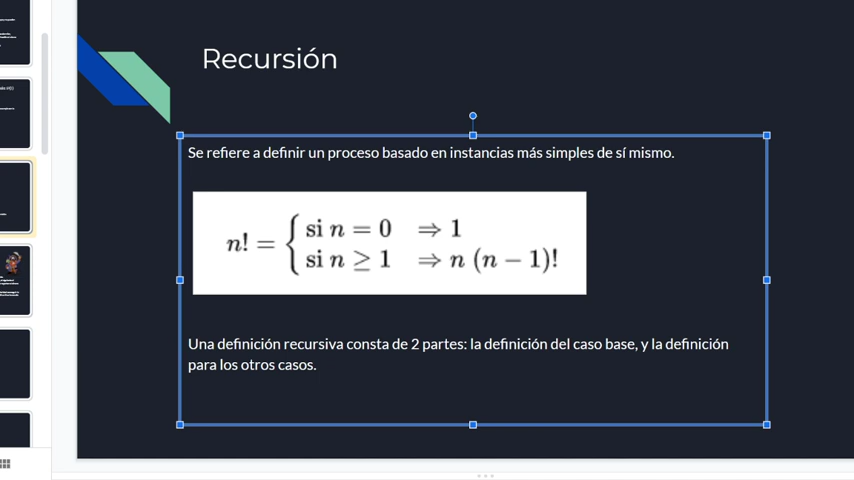 Recursión
Se refiere a definir un proceso basado en instancias más simples de sí mismo.
n! = { si n = 0 ⇒ 1
si n ≥ 1 ⇒ n (n − 1)!
Una definición recursiva consta de 2 partes: la definición del caso base, y la definición
para los otros casos.